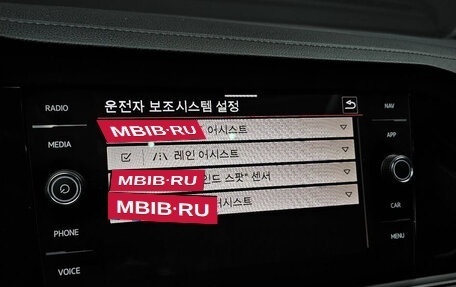 RADIO
MEDIA
PHONE
VOICE
운전자 보조시스템 설정
MBIB·RU 어시스트
레인 어시스트
MBIB·RU 인드 스팟" 센서
MBIB·RU 어시스트
NAV
APP
CAR
MENU